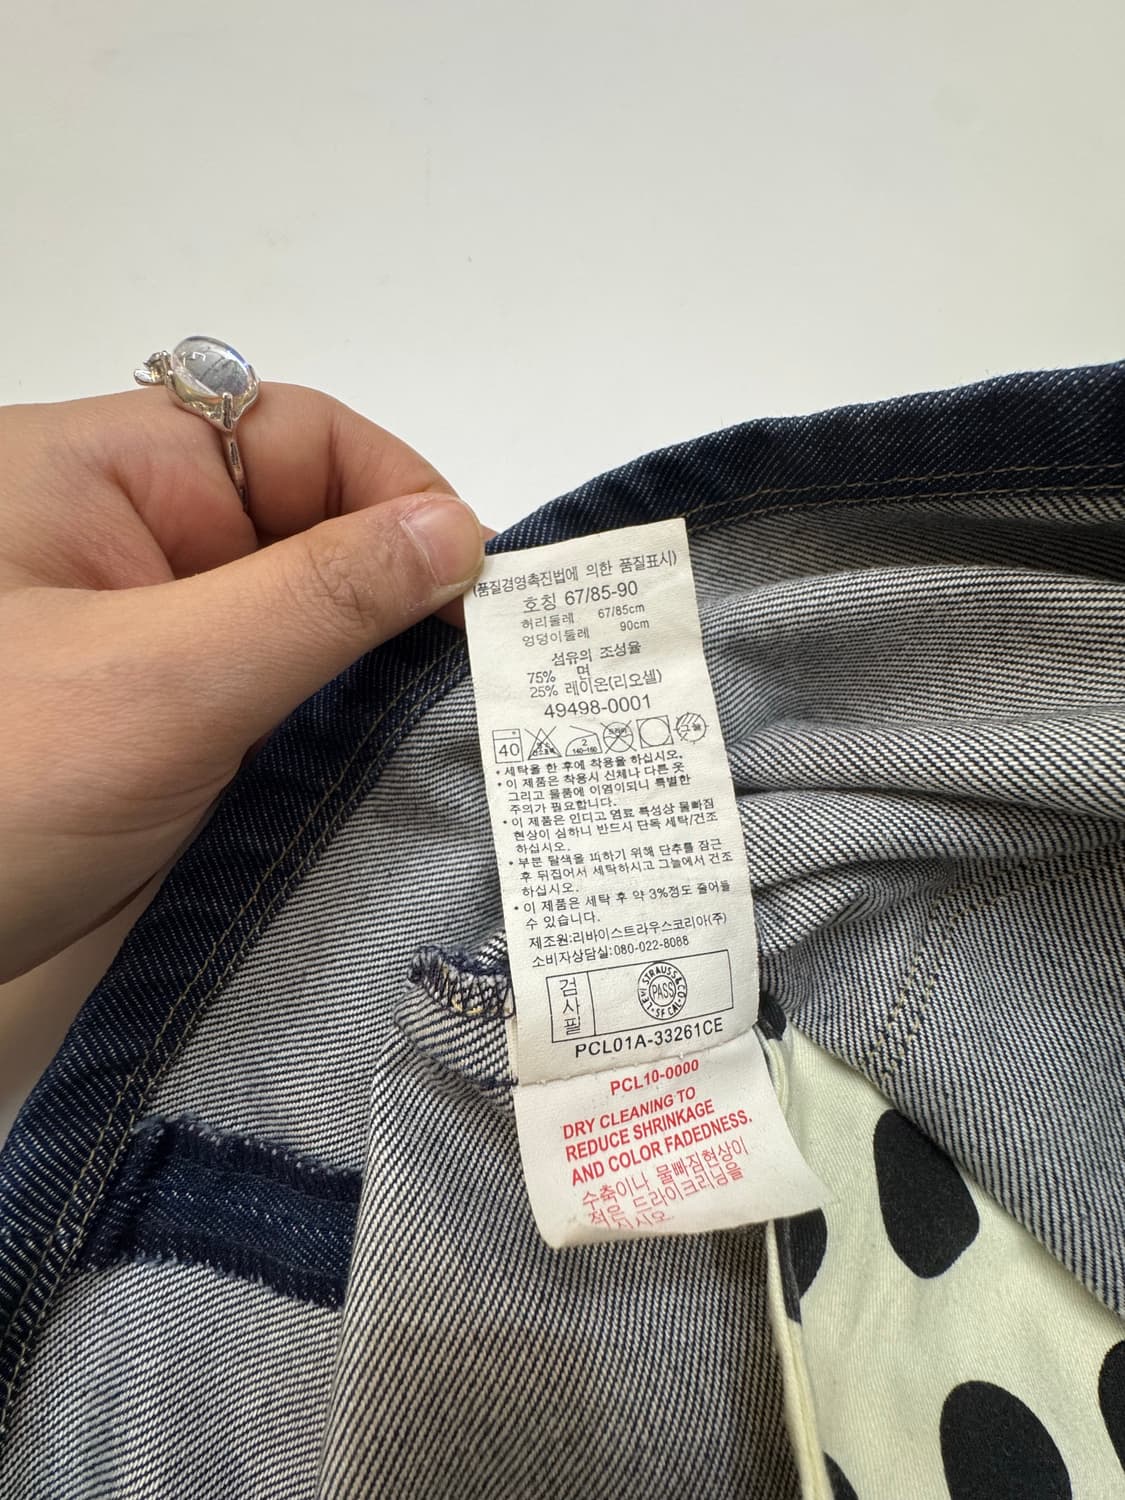 (품질경영촉진법에 의한 품질표시)
호칭 67/85-90
허리둘레 67/85cm
엉덩이둘레 90cm
섬유의 조성율
75% 면
25% 레이온(리오셀)
49498-0001
40
2
140-160
• 세탁을 한 후에 착용을 하십시오.
• 이 제품은 착용시 신체나 다른 옷
그리고 물품에 이염이되니 특별한
주의가 필요합니다.
• 이 제품은 인디고 염료 특성상 물빠짐
현상이 심하니 반드시 단독 세탁/건조
하십시오.
• 부분 탈색을 피하기 위해 단추를 잠근
후 뒤집어서 세탁하시고 그늘에서 건조
하십시오.
• 이 제품은 세탁 후 약 3%정도 줄어들
수 있습니다.
제조원:리바이스트라우스코리아(주)
소비자상담실:080-022-8088
검사필
LEVI STRAUSS & CO
PASS
S F CAL
PCL01A-33261CE
PCL10-0000
DRY CLEANING TO
REDUCE SHRINKAGE
AND COLOR FADEDNESS.
수축이나 물빠짐현상이
적은 드라이크리닝을